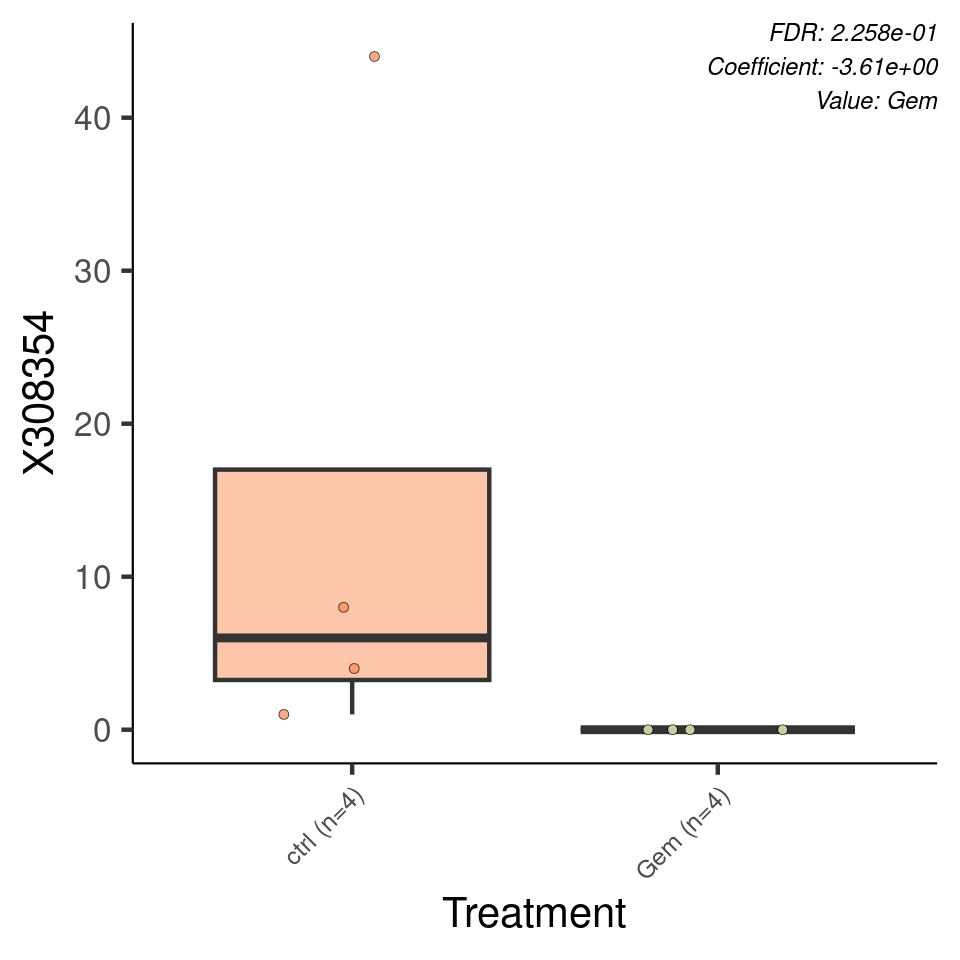 FDR: 2.258e-01
Coefficient: -3.61e+00
Value: Gem
40
30
20
10
0
X308354
ctrl (n=4)
Gem (n=4)
Treatment